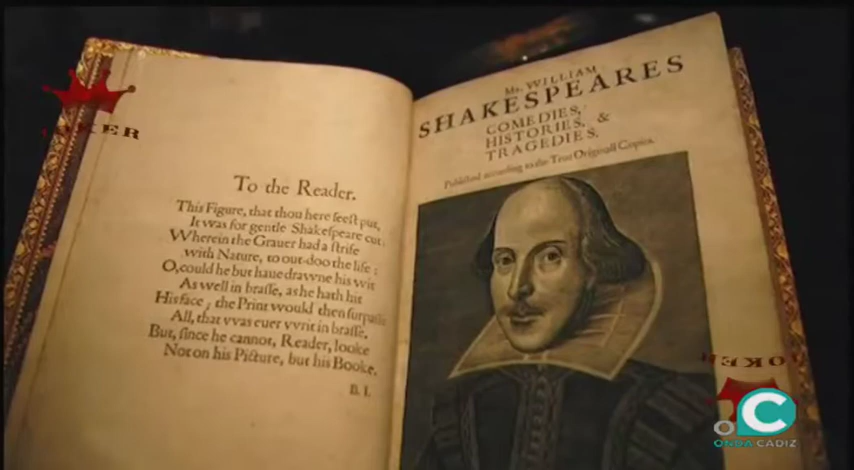 To the Reader.
This Figure, that thou here ſeeſt put,
It was for gentle Shakeſpeare cut;
Wherein the Grauer had a ſtrife
with Nature, to out-doo the life :
O, could he but haue drawne his wit
As well in braſſe, as he hath hit
His face ; the Print would then ſurpaſſe
All, that vvas euer vvrit in braſſe.
But, ſince he cannot, Reader, looke
Not on his Picture, but his Booke.
B. I.
Mr. WILLIAM
SHAKESPEARES
COMEDIES,
HISTORIES, &
TRAGEDIES.
Publiſhed according to the True Originall Copies.
JOKER
JOKER
C
ONDA CÁDIZ